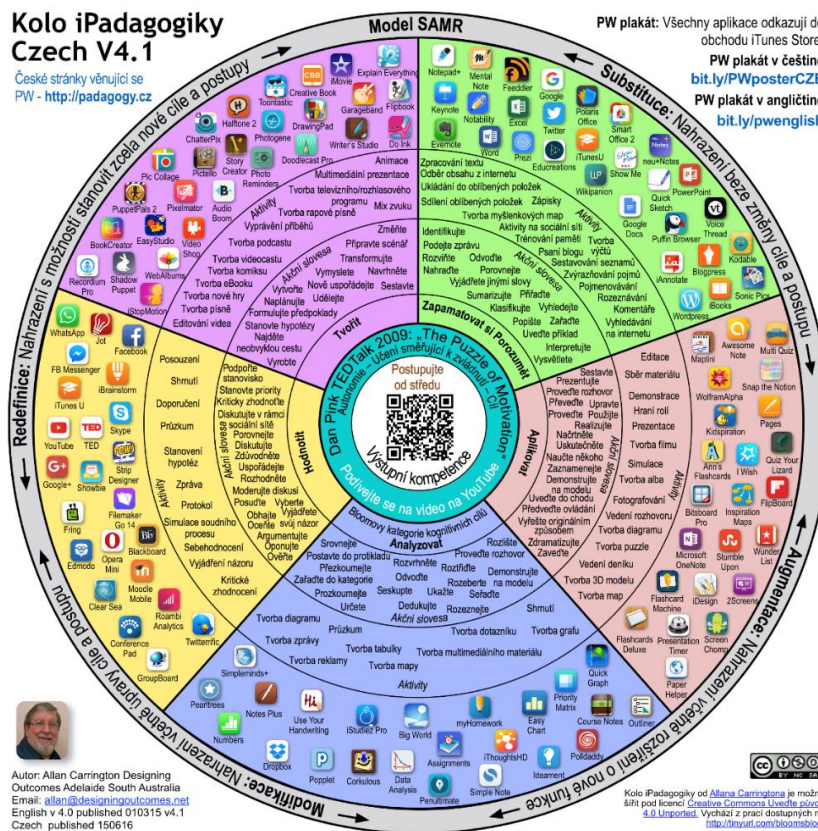 Kolo iPadagogiky
Czech V4.1
České stránky věnující se
PW - http://padagogy.cz
Model SAMR
PW plakát: Všechny aplikace odkazují do
obchodu iTunes Store
PW plakát v češtině
bit.ly/PWposterCZE
PW plakát v angličtině
bit.ly/pwenglish
Substituce: Nahrazení beze změny cíle a postupu
Augmentace: Nahrazení včetně rozšíření o nové funkce
Modifikace: Nahrazení včetně úpravy cíle a postupu
Redefinice: Nahrazení s možností stanovit zcela nové cíle a postupy
Explain Everything
iMovie
Creative Book
Toontastic
Garageband
Flipbook
Halftone 2
DrawingPad
Photogene
Writer's Studio
Do Ink
ChatterPix
Doodlecast Pro
Story
Creator
Pictello
Photo
Reminders
Pic Collage
Pixelmator
Audio
Boom
PuppetPals 2
EasyStudio
Video
Shop
BookCreator
WebAlbums
Shadow
Puppet
Recordium
Pro
iStopMotion
Animace
Multimediální prezentace
Tvorba televizního/rozhlasového
programu
Mix zvuku
Tvorba rapové písně
Aktivity
Vyprávění příběhů
Tvorba podcastu
Tvorba videocastu
Tvorba komiksu
Tvorba eBooku
Tvorba nové hry
Tvorba písně
Editování videa
Změňte
Připravte scénář
Akční slovesa
Transformujte
Vymyslete
Navrhněte
Vytvořte
Nově uspořádejte
Sestavte
Naplánujte
Udělejte
Formulujte předpoklady
Stanovte hypotézy
Najděte
neobvyklou cestu
Vyrobte
Tvořit
Notepad+
Mental
Note
Feeddler
Google
Polaris
Office
Keynote
Notability
Excel
Twitter
Smart
Office 2
Evernote
Word
Prezi
Educreations
iTunesU
Show Me
neu•Notes
Wikipanion
Quick
Sketch
PowerPoint
Google
Docs
Puffin Browser
Voice
Thread
Kodable
iAnnotate
Blogpress
Wordpress
iBooks
Sonic Pics
Zpracování textu
Odběr obsahu z internetu
Ukládání do oblíbených položek
Sdílení oblíbených položek
Zápisky
Tvorba myšlenkových map
Aktivity
Aktivity na sociální síti
Trénování paměti
Tvorba
výčtů
Psaní blogu
Sestavování seznamů
Zvýrazňování pojmů
Pojmenovávání
Rozeznávání
Komentáře
Vyhledávání
na internetu
Identifikujte
Podejte zprávu
Rozviňte
Odvoďte
Akční slovesa
Nahraďte
Porovnejte
Vyjádřete jinými slovy
Sumarizujte
Přiřaďte
Klasifikujte
Vyhledejte
Popište
Zařaďte
Uveďte příklad
Interpretujte
Vysvětlete
Zapamatovat si Porozumět
Dan Pink TEDTalk 2009: „The Puzzle of Motivation"
Autonomie – Učení směřující k zvládnutí – Cíl
Podívejte se na video na YouTube
Postupujte
od středu
Výstupní kompetence
Maptini
Awesome
Note
Multi Quiz
WolframAlpha
Snap the Notion
Kidspiration
Pages
Ann's
Flashcards
I Wish
Quiz Your
Lizard
Bitsboard
Pro
Inspiration
Maps
FlipBoard
Microsoft
OneNote
Stumble
Upon
Wunder
List
Flashcard
Machine
iDesign
2Screens
Flashcards
Deluxe
Presentation
Timer
Screen
Chomp
Paper
Helper
Editace
Sběr materiálu
Demonstrace
Hraní rolí
Prezentace
Tvorba filmu
Simulace
Tvorba alba
Aktivity
Fotografování
Vedení rozhovoru
Tvorba diagramu
Tvorba puzzle
Vedení deníku
Tvorba 3D modelu
Tvorba map
Sestavte
Prezentujte
Proveďte rozhovor
Převeďte
Upravte
Proveďte
Použijte
Realizujte
Načrtněte
Uskutečněte
Naučte někoho
Zaznamenejte
Akční slovesa
Demonstrujte
na modelu
Uveďte do chodu
Předveďte ovládání
Vyřešte originálním
způsobem
Zdramatizujte
Zaveďte
Aplikovat
WhatsApp
Jot
Facebook
FB Messenger
iBrainstorm
iTunes U
Skype
YouTube
TED
Strip
Designer
Google+
Showbie
Filemaker
Go 14
Fring
Opera
Mini
Blackboard
Edmodo
Moodle
Mobile
Clear Sea
Roambi
Analytics
Conference
Pad
Twitterrific
GroupBoard
Posouzení
Shrnutí
Doporučení
Průzkum
Stanovení
hypotéz
Aktivity
Zpráva
Protokol
Simulace soudního
procesu
Sebehodnocení
Vyjádření názoru
Kritické
zhodnocení
Podpořte
stanovisko
Stanovte priority
Kriticky zhodnoťte
Diskutujte v rámci
sociální sítě
Porovnejte
Diskutujte
Zdůvodněte
Uspořádejte
Rozhodněte
Akční slovesa
Moderujte diskusi
Posuďte
Vyberte
Obhajte
Vyjádřete
Oceňte
svůj názor
Argumentujte
Oponujte
Ověřte
Hodnotit
Bloomovy kategorie kognitivních cílů
Analyzovat
Srovnejte
Rozlište
Postavte do protikladu
Rozvrhněte
Proveďte rozhovor
Přezkoumejte
Roztřiďte
Demonstrujte
Zařaďte do kategorie
Odvoďte
Rozeberte
na modelu
Prozkoumejte
Seskupte
Ukažte
Seřaďte
Určete
Dedukujte
Rozeznejte
Akční slovesa
Shrnutí
Tvorba diagramu
Průzkum
Tvorba dotazníku
Tvorba grafu
Tvorba zprávy
Tvorba tabulky
Tvorba multimediálního materiálu
Tvorba reklamy
Tvorba mapy
Aktivity
Simpleminds+
Quick
Graph
Peartrees
Notes Plus
Use Your
Handwriting
Priority
Matrix
Numbers
iStudiez Pro
Big World
myHomework
Easy
Chart
Course Notes
Outliner
Dropbox
Popplet
Corkulous
Data
Analysis
Assignments
iThoughtsHD
Polldaddy
Penultimate
Simple Note
Ideament
Autor: Allan Carrington Designing
Outcomes Adelaide South Australia
Email: allan@designingoutcomes.net
English v 4.0 published 010315 v4.1
Czech published 150616
BY NC SA
Kolo iPadagogiky od Allana Carringtona je možné
šířit pod licencí Creative Commons Uveďte původ
4.0 Unported. Vychází z prací dostupných na
http://tinyurl.com/bloomsblog